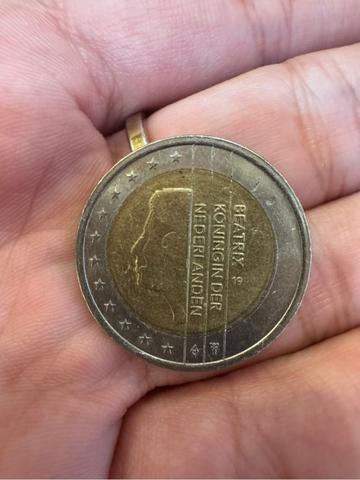 BEATRIX
KONINGIN DER
NEDERLANDEN
19